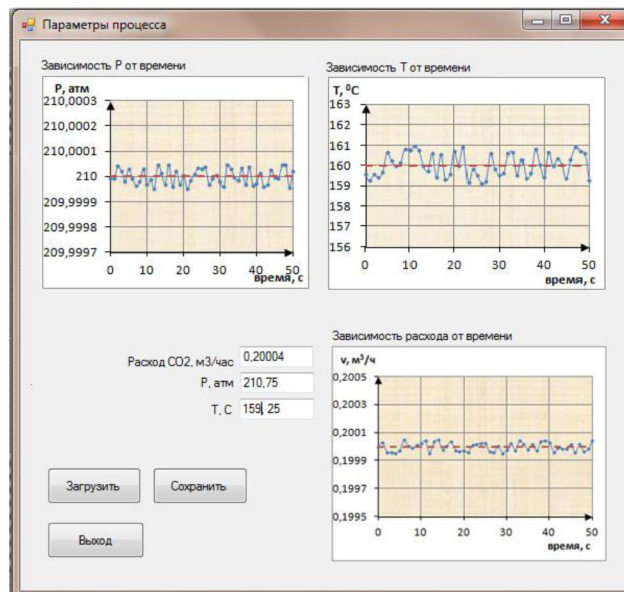 Параметры процесса
Зависимость Р от времени
Р, атм
210,0003
210,0002
210,0001
210
209,9999
209,9998
209,9997
0 10 20 30 40 50
время, с
Зависимость Т от времени
Т, ⁰С
163
162
161
160
159
158
157
156
0 10 20 30 40 50
время, с
Расход СО2, м3/час 0,20004
Р, атм 210,75
Т, С 159, 25
Загрузить Сохранить
Выход
Зависимость расхода от времени
v, м³/ч
0,2005
0,2003
0,2001
0,1999
0,1997
0,1995
0 10 20 30 40 50
время, с